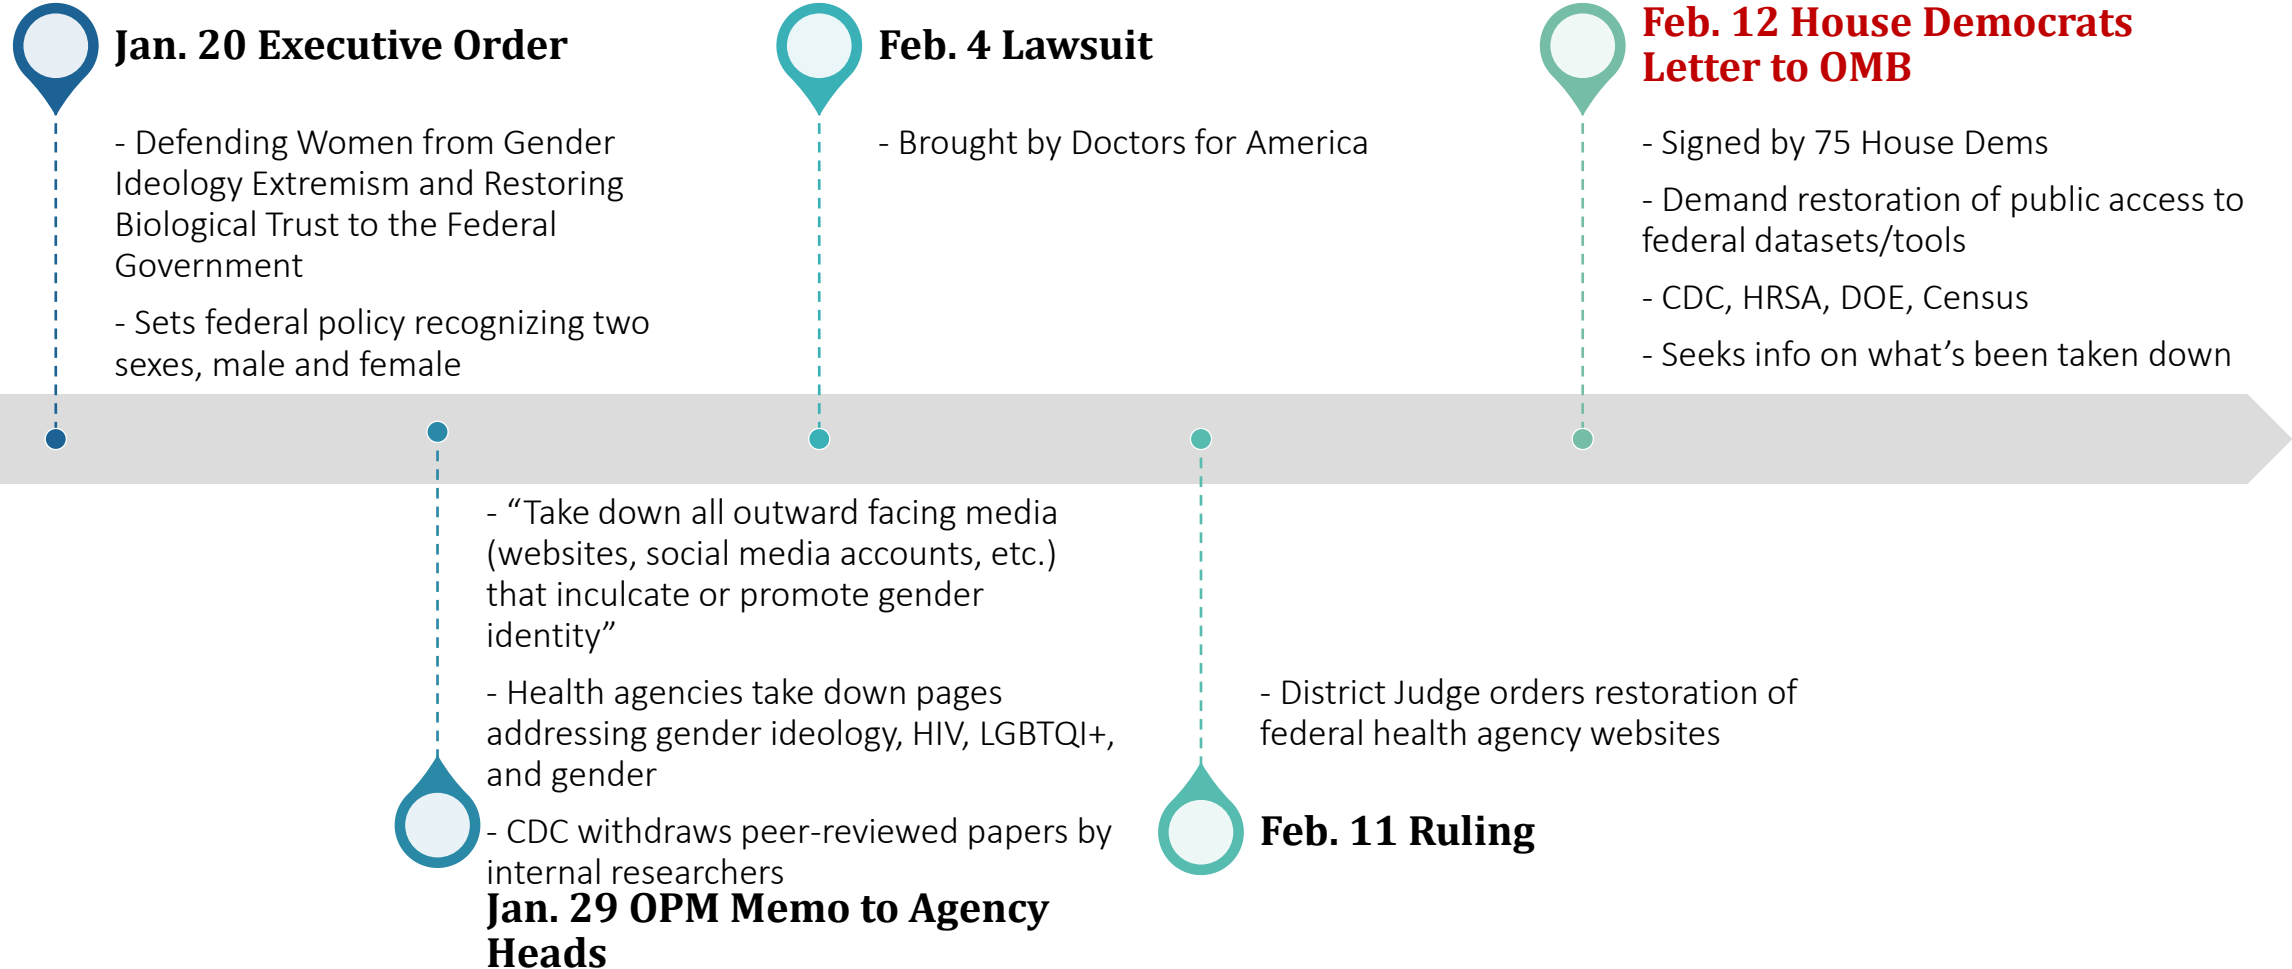 Jan. 20 Executive Order
- Defending Women from Gender
Ideology Extremism and Restoring
Biological Trust to the Federal
Government
- Sets federal policy recognizing two
sexes, male and female
- “Take down all outward facing media
(websites, social media accounts, etc.)
that inculcate or promote gender
identity”
- Health agencies take down pages
addressing gender ideology, HIV, LGBTQI+,
and gender
- CDC withdraws peer-reviewed papers by
internal researchers
Jan. 29 OPM Memo to Agency
Heads
Feb. 4 Lawsuit
- Brought by Doctors for America
- District Judge orders restoration of
federal health agency websites
Feb. 11 Ruling
Feb. 12 House Democrats
Letter to OMB
- Signed by 75 House Dems
- Demand restoration of public access to
federal datasets/tools
- CDC, HRSA, DOE, Census
- Seeks info on what’s been taken down